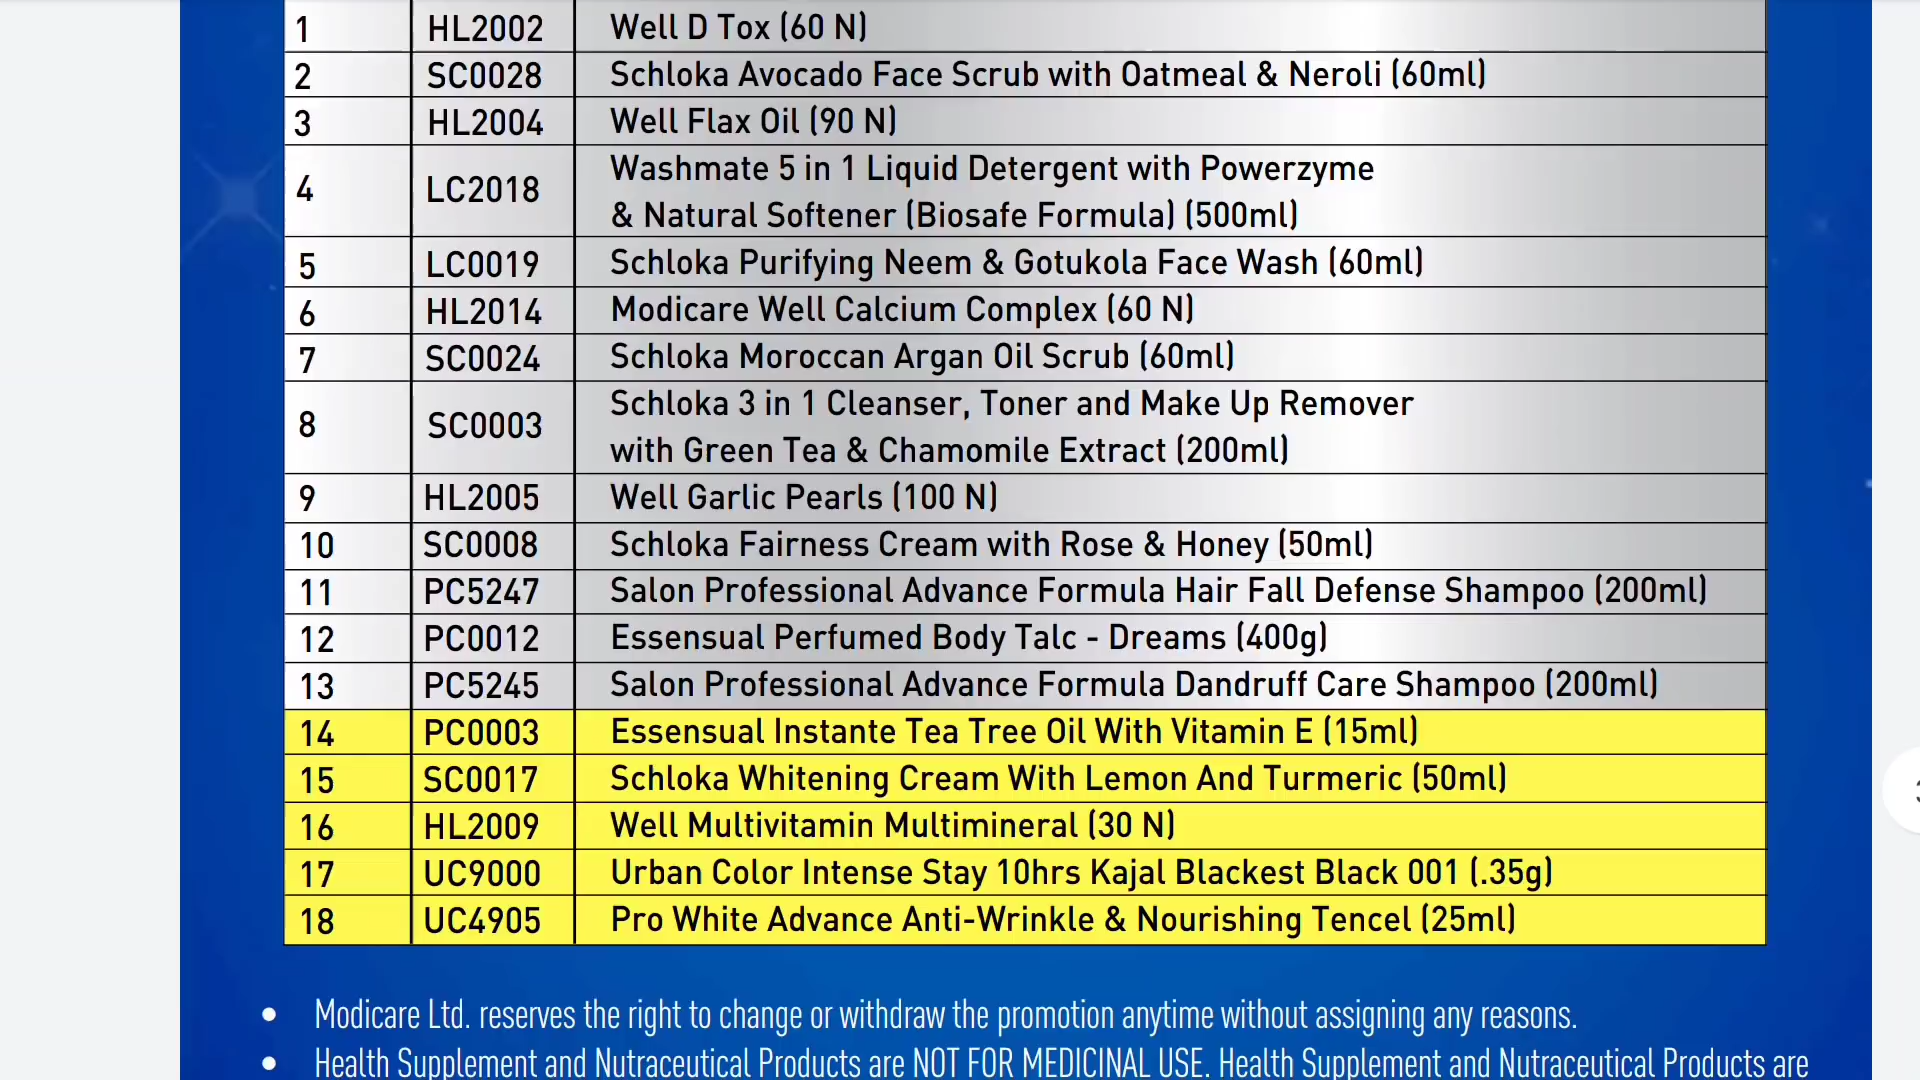 1 HL2002 Well D Tox (60 N)
2 SC0028 Schloka Avocado Face Scrub with Oatmeal & Neroli (60ml)
3 HL2004 Well Flax Oil (90 N)
4 LC2018 Washmate 5 in 1 Liquid Detergent with Powerzyme
& Natural Softener (Biosafe Formula) (500ml)
5 LC0019 Schloka Purifying Neem & Gotukola Face Wash (60ml)
6 HL2014 Modicare Well Calcium Complex (60 N)
7 SC0024 Schloka Moroccan Argan Oil Scrub (60ml)
8 SC0003 Schloka 3 in 1 Cleanser, Toner and Make Up Remover
with Green Tea & Chamomile Extract (200ml)
9 HL2005 Well Garlic Pearls (100 N)
10 SC0008 Schloka Fairness Cream with Rose & Honey (50ml)
11 PC5247 Salon Professional Advance Formula Hair Fall Defense Shampoo (200ml)
12 PC0012 Essensual Perfumed Body Talc - Dreams (400g)
13 PC5245 Salon Professional Advance Formula Dandruff Care Shampoo (200ml)
14 PC0003 Essensual Instante Tea Tree Oil With Vitamin E (15ml)
15 SC0017 Schloka Whitening Cream With Lemon And Turmeric (50ml)
16 HL2009 Well Multivitamin Multimineral (30 N)
17 UC9000 Urban Color Intense Stay 10hrs Kajal Blackest Black 001 (.35g)
18 UC4905 Pro White Advance Anti-Wrinkle & Nourishing Tencel (25ml)
• Modicare Ltd. reserves the right to change or withdraw the promotion anytime without assigning any reasons.
• Health Supplement and Nutraceutical Products are NOT FOR MEDICINAL USE. Health Supplement and Nutraceutical Products are